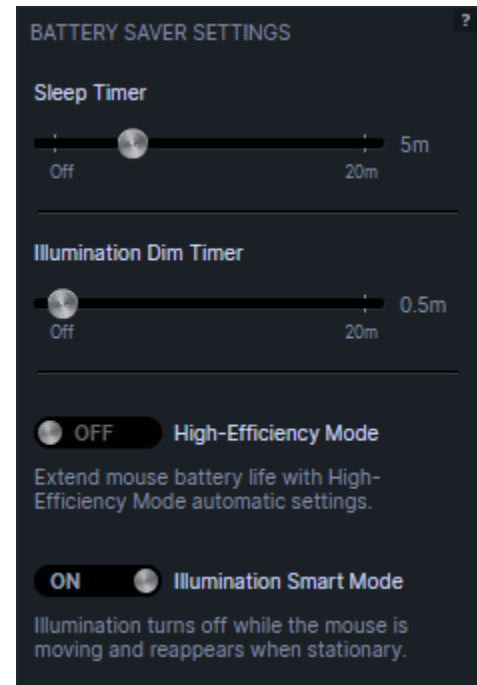 BATTERY SAVER SETTINGS
?
Sleep Timer
5m
Off
20m
Illumination Dim Timer
0.5m
Off
20m
OFF
High-Efficiency Mode
Extend mouse battery life with High-
Efficiency Mode automatic settings.
ON
Illumination Smart Mode
Illumination turns off while the mouse is
moving and reappears when stationary.